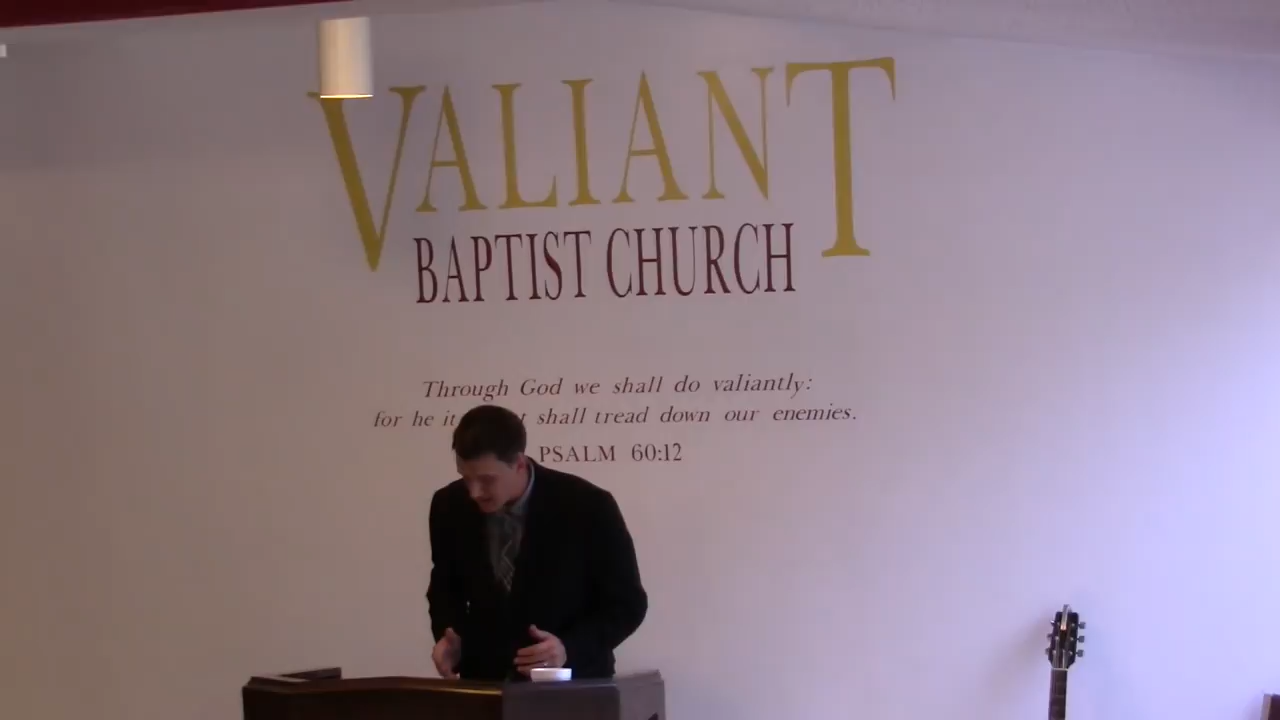 VALIANT
BAPTIST CHURCH
Through God we shall do valiantly:
for he it shall tread down our enemies.
PSALM 60:12